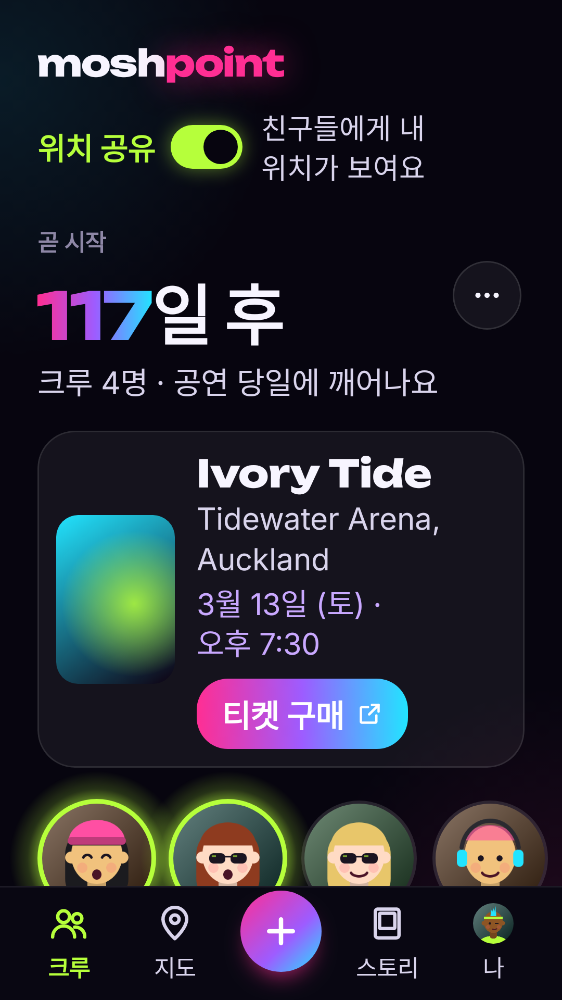 moshpoint
위치 공유
친구들에게 내
위치가 보여요
곧 시작
117일 후
크루 4명 · 공연 당일에 깨어나요
Ivory Tide
Tidewater Arena,
Auckland
3월 13일 (토) ·
오후 7:30
티켓 구매
크루
지도
스토리
나